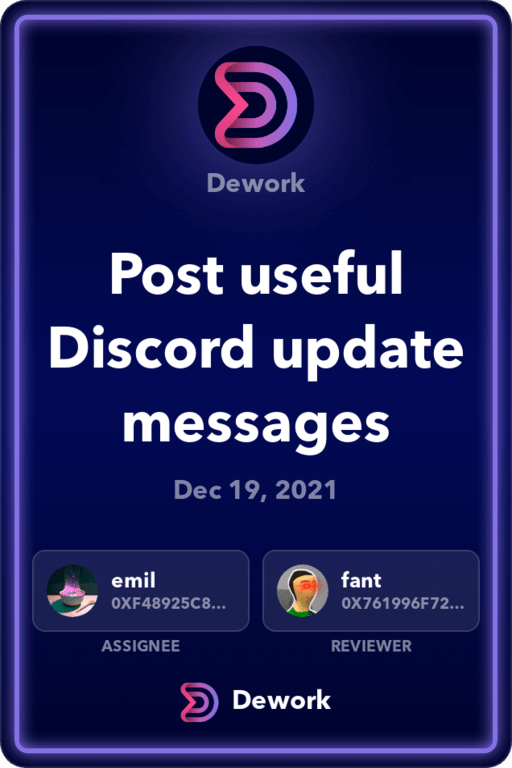 Dework
Post useful
Discord update
messages
Dec 19, 2021
emil
0XF48925C8...
fant
0X761996F72...
ASSIGNEE
REVIEWER
Dework